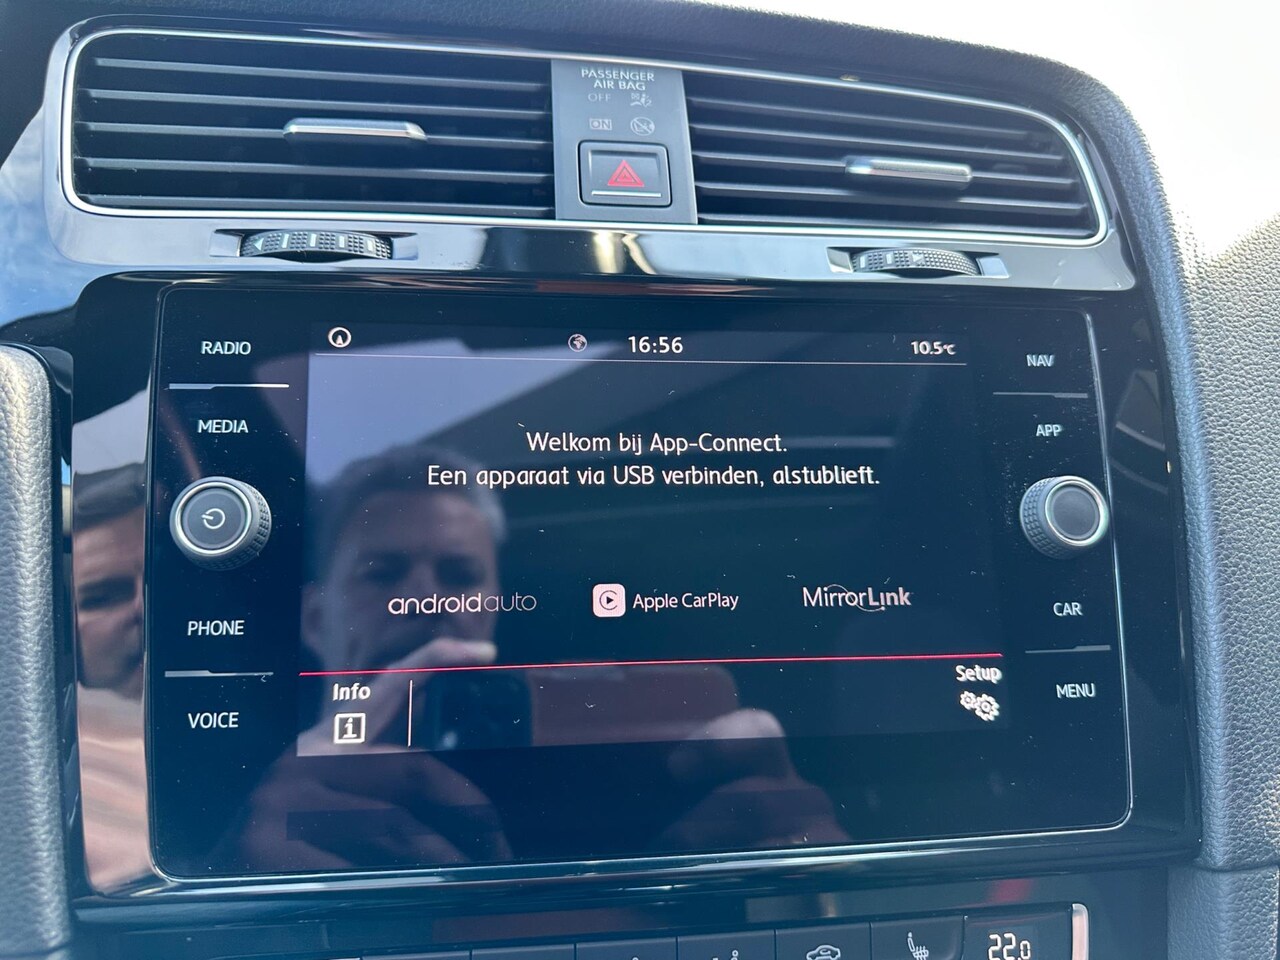 PASSENGER
AIR BAG
OFF
ON
RADIO
MEDIA
PHONE
VOICE
16:56
10.5°C
Welkom bij App-Connect.
Een apparaat via USB verbinden, alstublieft.
androidauto
Apple CarPlay
MirrorLink
Info
i
Setup
NAV
APP
CAR
MENU
22.0